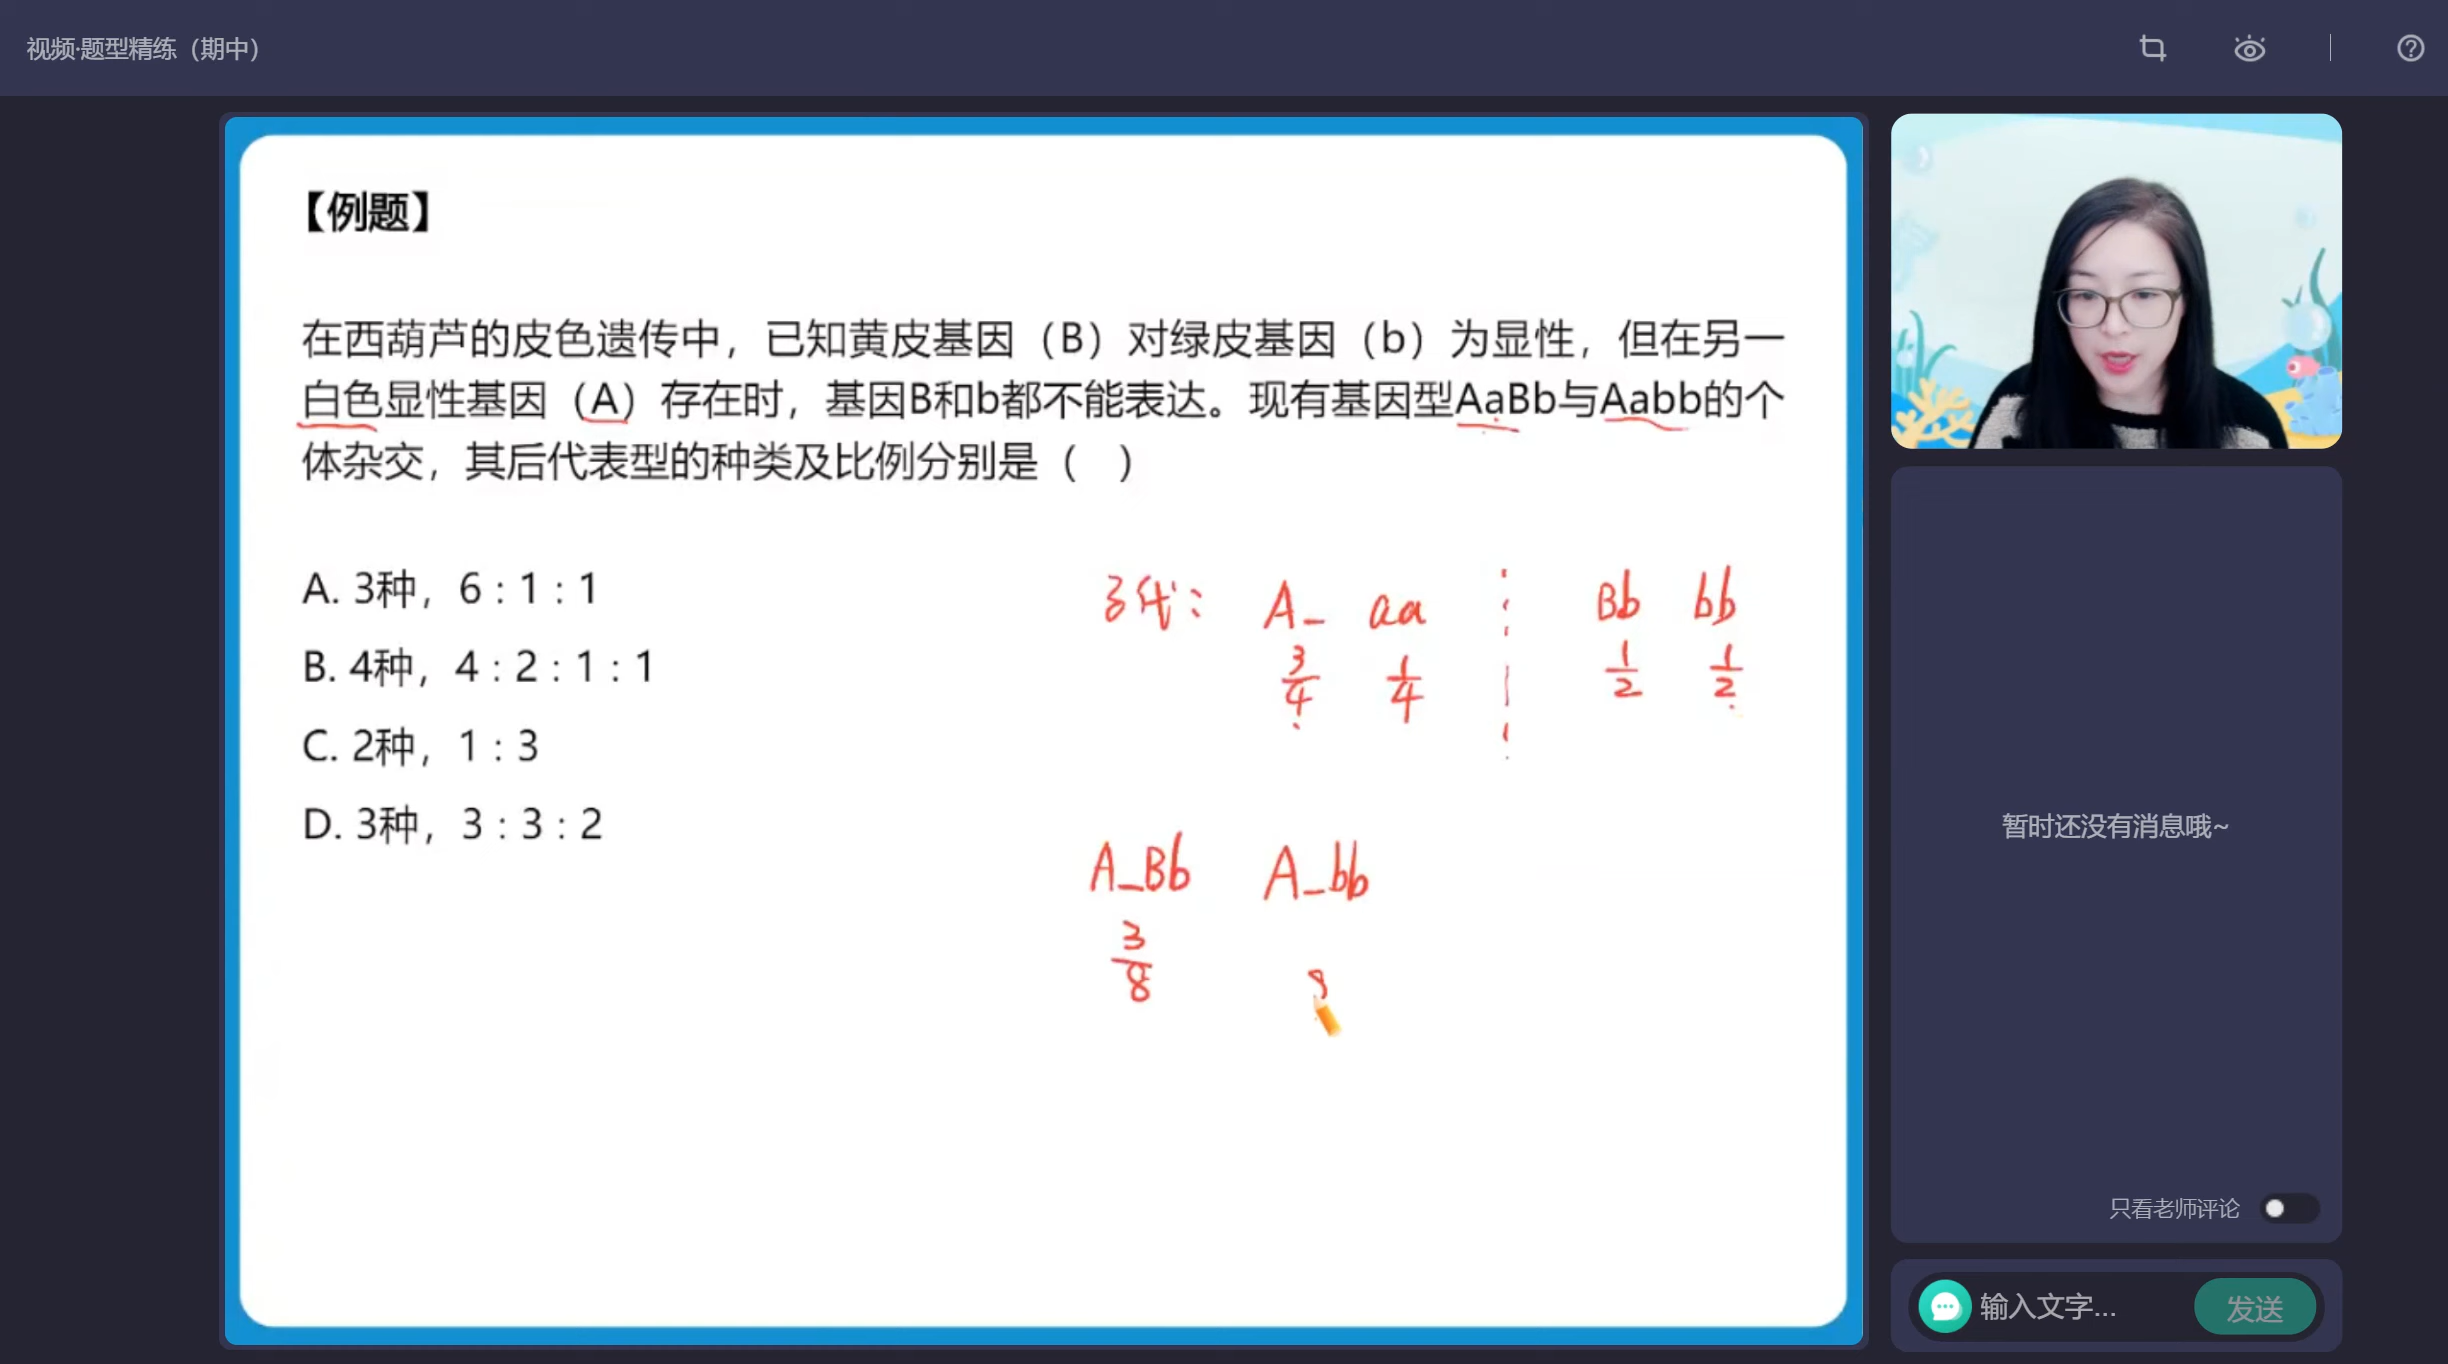 视频·题型精练（期中）
【例题】
在西葫芦的皮色遗传中，已知黄皮基因（B）对绿皮基因（b）为显性，但在另一
白色显性基因（A）存在时，基因B和b都不能表达。现有基因型AaBb与Aabb的个
体杂交，其后代表型的种类及比例分别是（　）
A. 3种，6：1：1
B. 4种，4：2：1：1
C. 2种，1：3
D. 3种，3：3：2
子代： A_ aa Bb bb
3/4 1/4 1/2 1/2
A_Bb A_bb
3/8
暂时还没有消息哦~
只看老师评论
输入文字...
发送